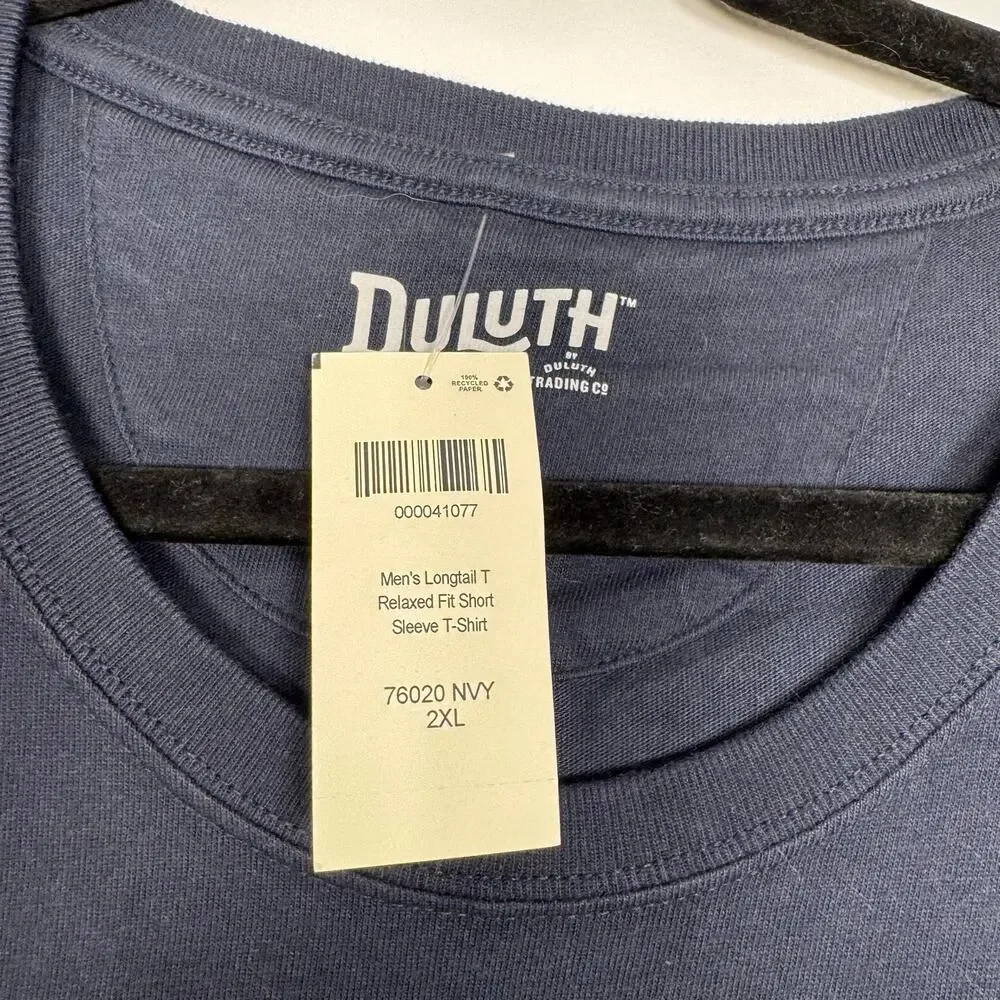 DULUTH™
BY
DULUTH
TRADING Cº
100%
RECYCLED
PAPER
000041077
Men's Longtail T
Relaxed Fit Short
Sleeve T-Shirt
76020 NVY
2XL